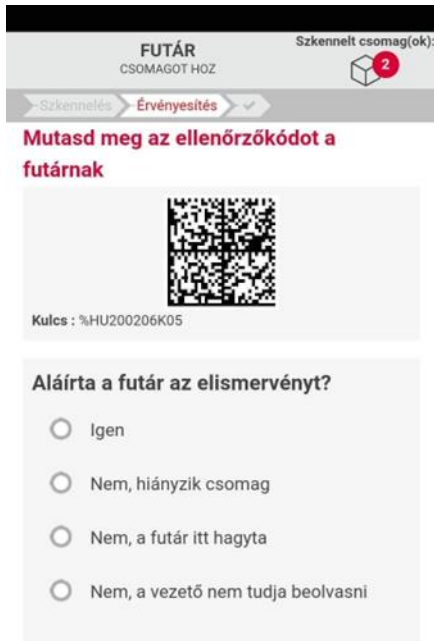 FUTÁR
CSOMAGOT HOZ
Szkennelt csomag(ok):
2
Szkennelés
Érvényesítés
Mutasd meg az ellenőrzőkódot a
futárnak
Kulcs : %HU200206K05
Aláírta a futár az elismervényt?
Igen
Nem, hiányzik csomag
Nem, a futár itt hagyta
Nem, a vezető nem tudja beolvasni